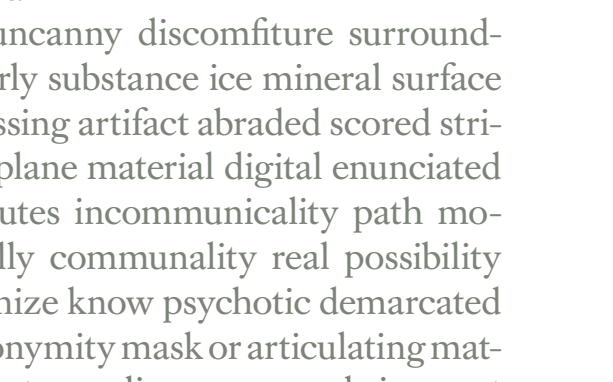 uncanny discomfiture surround-
rly substance ice mineral surface
ssing artifact abraded scored stri-
plane material digital enunciated
utes incommunicality path mo-
lly communality real possibility
nize know psychotic demarcated
onymity mask or articulating mat-